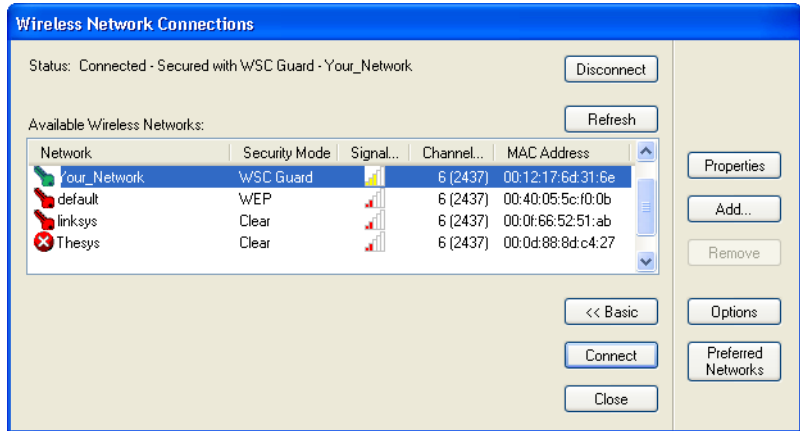 Wireless Network Connections
Status: Connected - Secured with WSC Guard - Your_Network
Disconnect
Refresh
Available Wireless Networks:
Network Security Mode Signal... Channel... MAC Address
Your_Network WSC Guard 6 (2437) 00:12:17:6d:31:6e
default WEP 6 (2437) 00:40:05:5c:f0:0b
linksys Clear 6 (2437) 00:0f:66:52:51:ab
Thesys Clear 6 (2437) 00:0d:88:8d:c4:27
Properties
Add...
Remove
<< Basic
Options
Connect
Preferred
Networks
Close